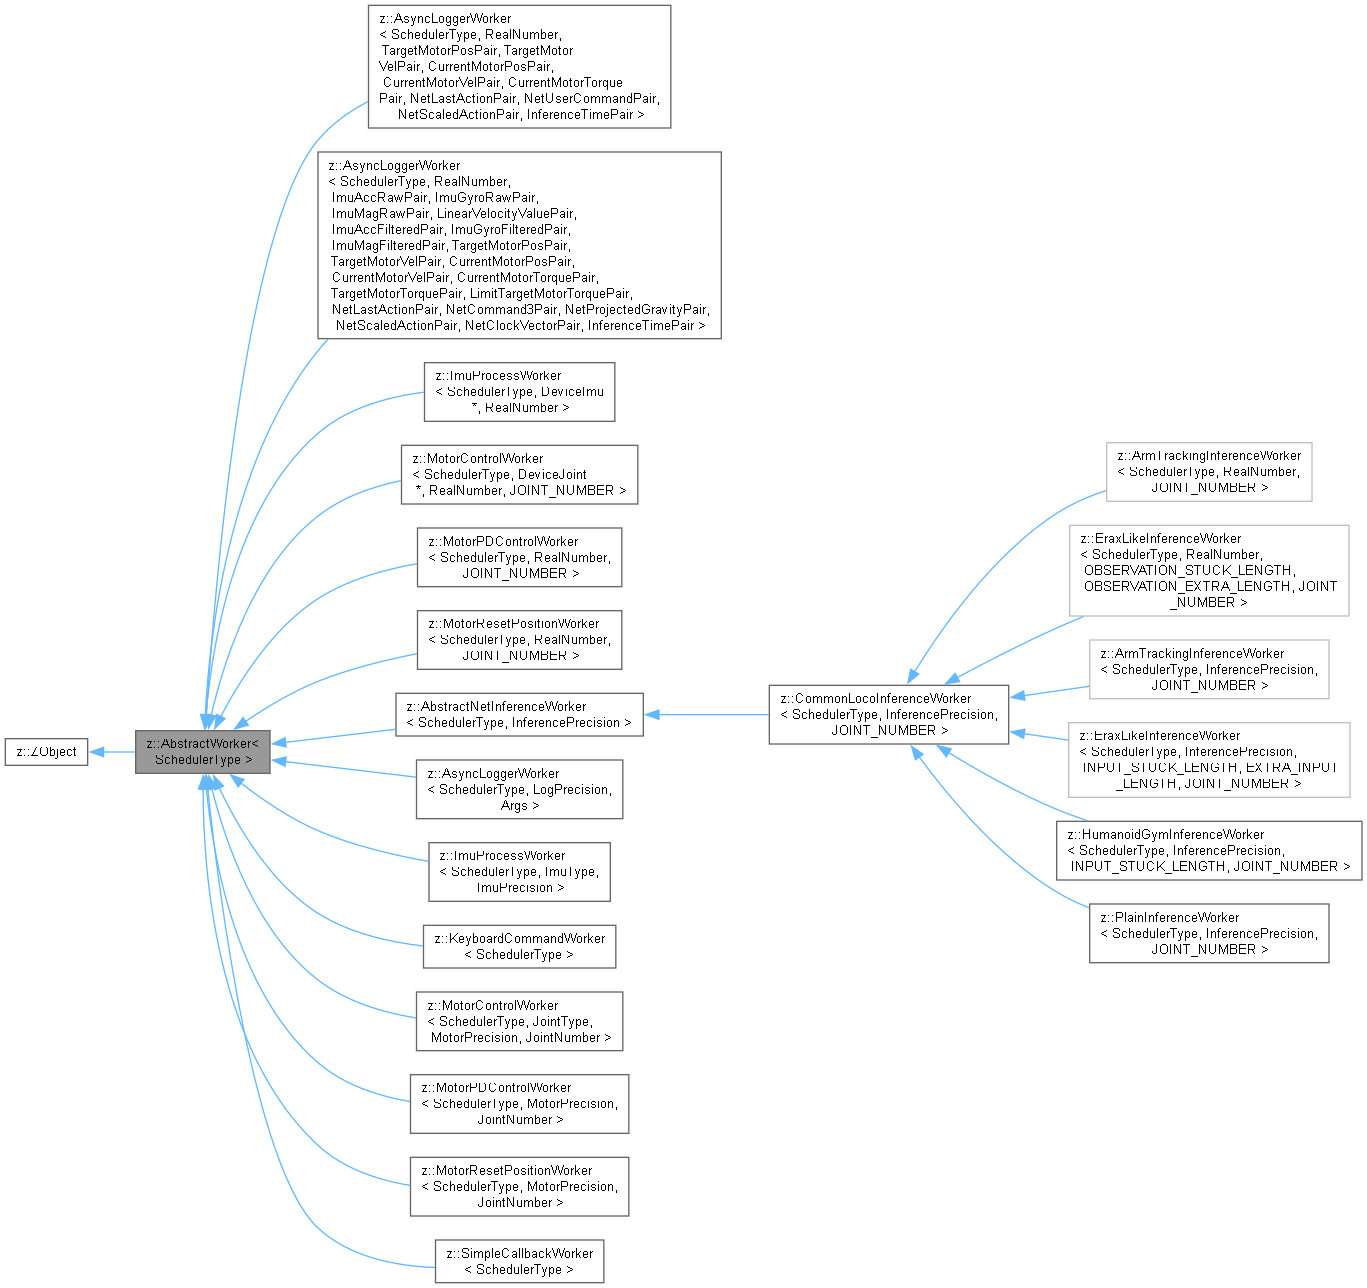 z::AsyncLoggerWorker
< SchedulerType, RealNumber,
TargetMotorPosPair, TargetMotor
VelPair, CurrentMotorPosPair,
CurrentMotorVelPair, CurrentMotorTorque
Pair, NetLastActionPair, NetUserCommandPair,
NetScaledActionPair, InferenceTimePair >
z::AsyncLoggerWorker
< SchedulerType, RealNumber,
ImuAccRawPair, ImuGyroRawPair,
ImuMagRawPair, LinearVelocityValuePair,
ImuAccFilteredPair, ImuGyroFilteredPair,
ImuMagFilteredPair, TargetMotorPosPair,
TargetMotorVelPair, CurrentMotorPosPair,
CurrentMotorVelPair, CurrentMotorTorquePair,
TargetMotorTorquePair, LimitTargetMotorTorquePair,
NetLastActionPair, NetCommand3Pair, NetProjectedGravityPair,
NetScaledActionPair, NetClockVectorPair, InferenceTimePair >
z::ImuProcessWorker
< SchedulerType, DeviceImu
*, RealNumber >
z::MotorControlWorker
< SchedulerType, DeviceJoint
*, RealNumber, JOINT_NUMBER >
z::MotorPDControlWorker
< SchedulerType, RealNumber,
JOINT_NUMBER >
z::MotorResetPositionWorker
< SchedulerType, RealNumber,
JOINT_NUMBER >
z::AbstractNetInferenceWorker
< SchedulerType, InferencePrecision >
z::AsyncLoggerWorker
< SchedulerType, LogPrecision,
Args >
z::ImuProcessWorker
< SchedulerType, ImuType,
ImuPrecision >
z::KeyboardCommandWorker
< SchedulerType >
z::MotorControlWorker
< SchedulerType, JointType,
MotorPrecision, JointNumber >
z::MotorPDControlWorker
< SchedulerType, MotorPrecision,
JointNumber >
z::MotorResetPositionWorker
< SchedulerType, MotorPrecision,
JointNumber >
z::SimpleCallbackWorker
< SchedulerType >
z::ZObject
z::AbstractWorker<
SchedulerType >
z::CommonLocoInferenceWorker
< SchedulerType, InferencePrecision,
JOINT_NUMBER >
z::ArmTrackingInferenceWorker
< SchedulerType, RealNumber,
JOINT_NUMBER >
z::EraxLikeInferenceWorker
< SchedulerType, RealNumber,
OBSERVATION_STUCK_LENGTH,
OBSERVATION_EXTRA_LENGTH, JOINT
_NUMBER >
z::ArmTrackingInferenceWorker
< SchedulerType, InferencePrecision,
JOINT_NUMBER >
z::EraxLikeInferenceWorker
< SchedulerType, InferencePrecision,
INPUT_STUCK_LENGTH, EXTRA_INPUT
_LENGTH, JOINT_NUMBER >
z::HumanoidGymInferenceWorker
< SchedulerType, InferencePrecision,
INPUT_STUCK_LENGTH, JOINT_NUMBER >
z::PlainInferenceWorker
< SchedulerType, InferencePrecision,
JOINT_NUMBER >